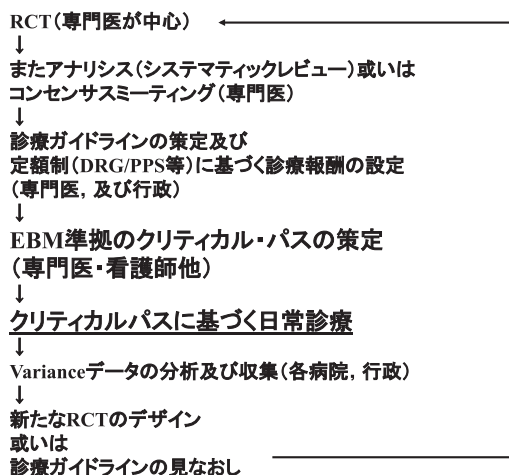 RCT(専門医が中心)
↓
またアナリシス(システマティックレビュー)或いは
コンセンサスミーティング(専門医)
↓
診療ガイドラインの策定及び
定額制(DRG/PPS等)に基づく診療報酬の設定
(専門医, 及び行政)
↓
EBM準拠のクリティカル・パスの策定
(専門医・看護師他)
↓
クリティカルパスに基づく日常診療
↓
Varianceデータの分析及び収集(各病院, 行政)
↓
新たなRCTのデザイン
或いは
診療ガイドラインの見なおし